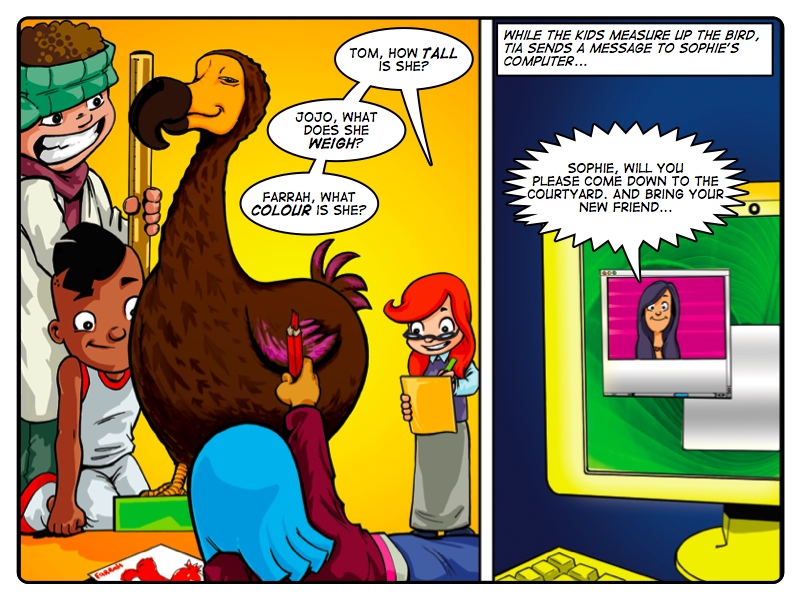 TOM, HOW TALL
IS SHE?
JOJO, WHAT
DOES SHE
WEIGH?
FARRAH, WHAT
COLOUR IS SHE?
FARRAH
WHILE THE KIDS MEASURE UP THE BIRD,
TIA SENDS A MESSAGE TO SOPHIE'S
COMPUTER...
SOPHIE, WILL YOU
PLEASE COME DOWN TO THE
COURTYARD. AND BRING YOUR
NEW FRIEND...